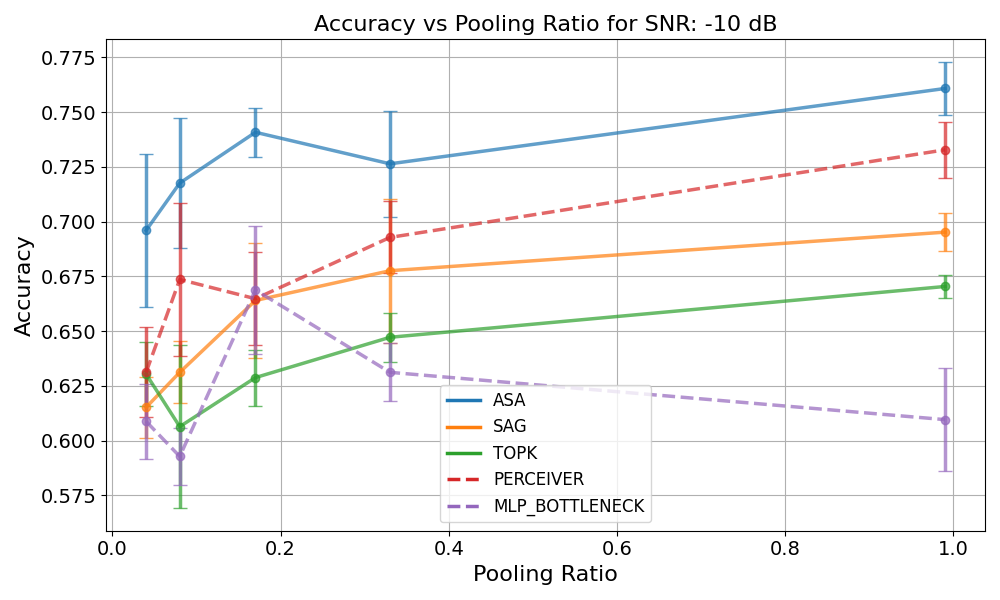 Accuracy vs Pooling Ratio for SNR: -10 dB
Accuracy
0.775
0.750
0.725
0.700
0.675
0.650
0.625
0.600
0.575
ASA
SAG
TOPK
PERCEIVER
MLP_BOTTLENECK
0.0 0.2 0.4 0.6 0.8 1.0
Pooling Ratio